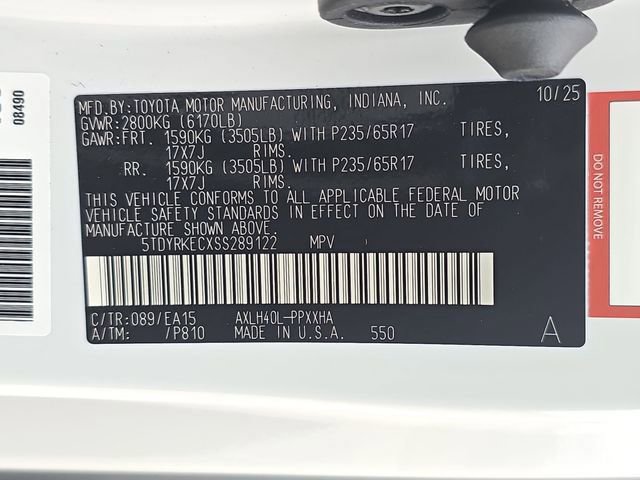 MFD.BY:TOYOTA MOTOR MANUFACTURING, INDIANA, INC. 10/25
GVWR:2800KG (6170LB)
GAWR:FRT. 1590KG (3505LB) WITH P235/65R17 TIRES,
17X7J RIMS.
RR. 1590KG (3505LB) WITH P235/65R17 TIRES,
17X7J RIMS.
THIS VEHICLE CONFORMS TO ALL APPLICABLE FEDERAL MOTOR
VEHICLE SAFETY STANDARDS IN EFFECT ON THE DATE OF
MANUFACTURE SHOWN ABOVE.
5TDYRKECXSS289122 MPV
C/TR:089/EA15 AXLH40L-PPXXHA
A/TM: /P810 MADE IN U.S.A. 550 A
DO NOT REMOVE
08490